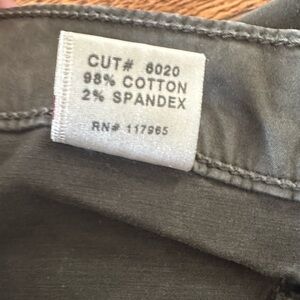 CUT# 6020
98% COTTON
2% SPANDEX
RN# 117965